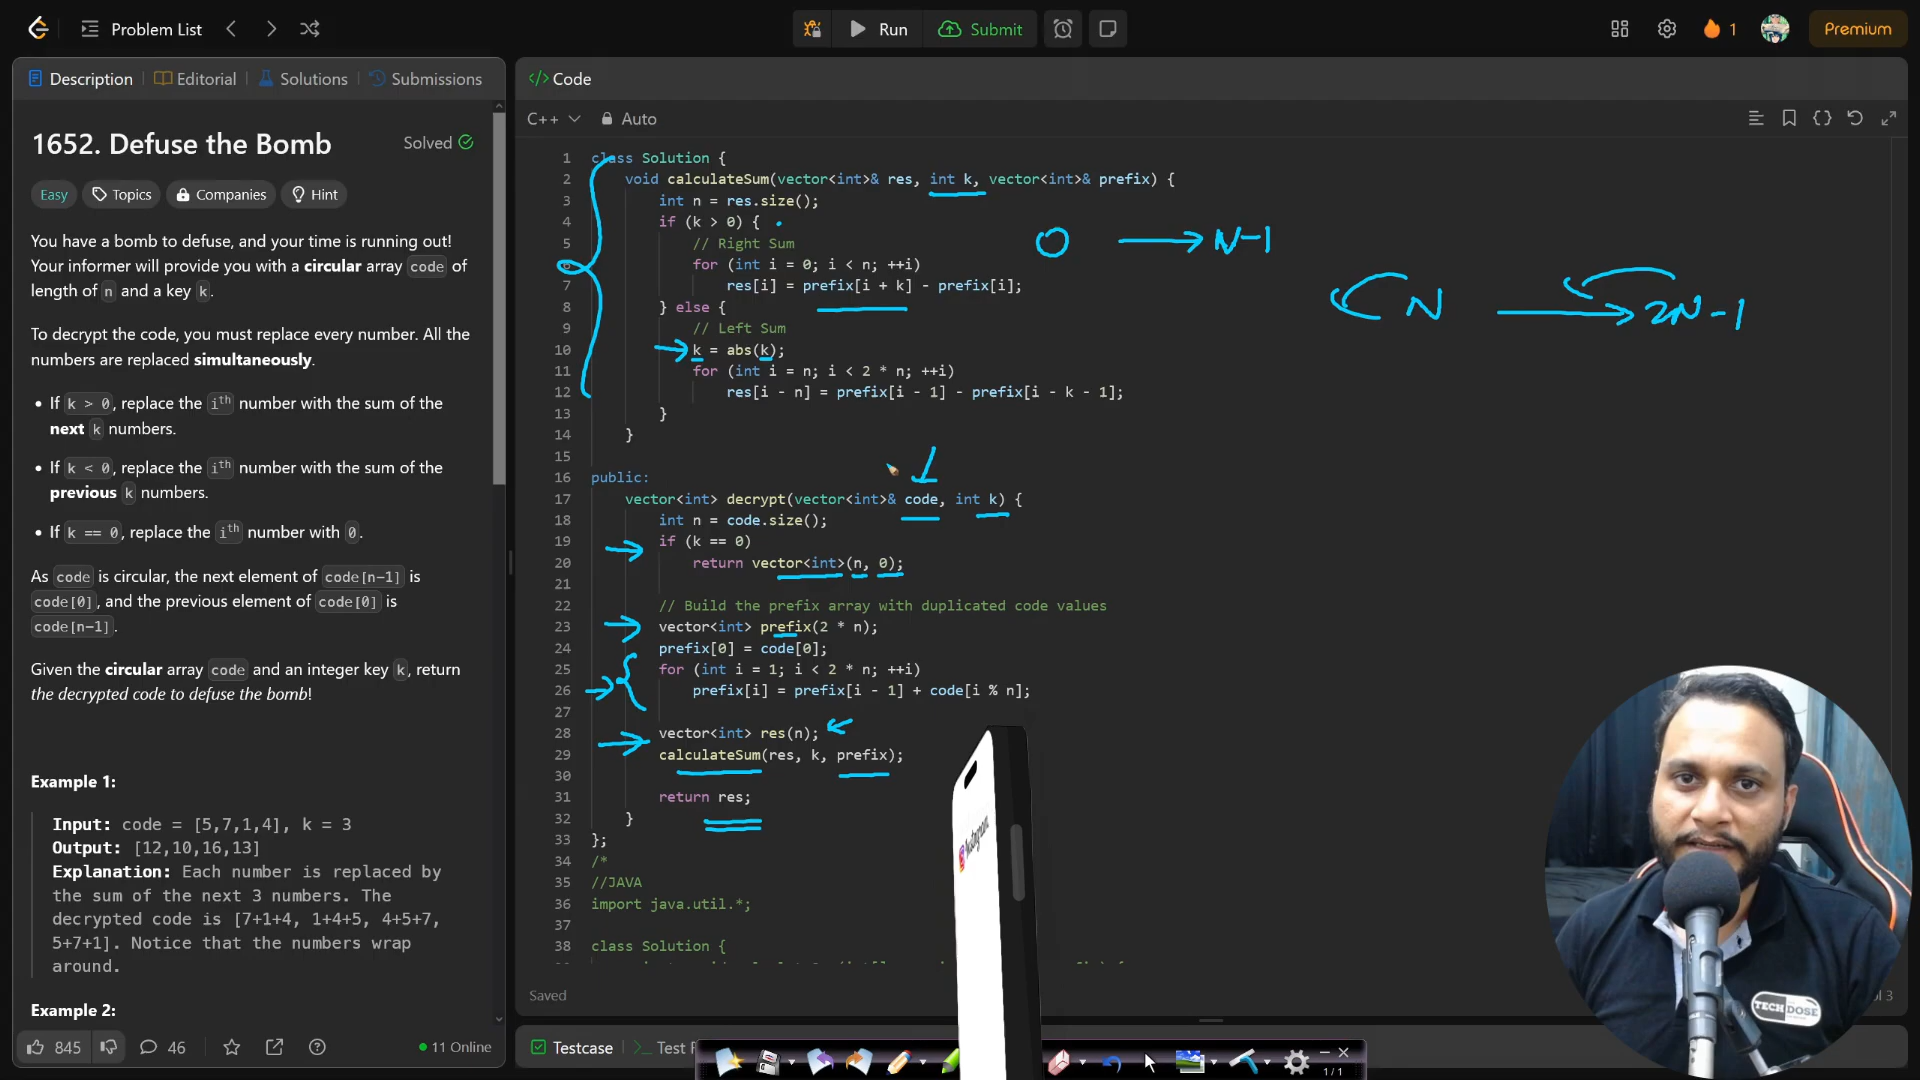 Problem List
Run
Submit
1
Premium
Description
Editorial
Solutions
Submissions
1652. Defuse the Bomb
Solved
Easy
Topics
Companies
Hint
You have a bomb to defuse, and your time is running out!
Your informer will provide you with a circular array code of
length of n and a key k.
To decrypt the code, you must replace every number. All the
numbers are replaced simultaneously.
• If k > 0, replace the ith number with the sum of the
next k numbers.
• If k < 0, replace the ith number with the sum of the
previous k numbers.
• If k == 0, replace the ith number with 0.
As code is circular, the next element of code[n-1] is
code[0], and the previous element of code[0] is
code[n-1].
Given the circular array code and an integer key k, return
the decrypted code to defuse the bomb!
Example 1:
Input: code = [5,7,1,4], k = 3
Output: [12,10,16,13]
Explanation: Each number is replaced by
the sum of the next 3 numbers. The
decrypted code is [7+1+4, 1+4+5, 4+5+7,
5+7+1]. Notice that the numbers wrap
around.
Example 2:
845
46
11 Online
</> Code
C++
Auto
1 class Solution {
2 void calculateSum(vector<int>& res, int k, vector<int>& prefix) {
3 int n = res.size();
4 if (k > 0) {
5 // Right Sum
6 for (int i = 0; i < n; ++i)
7 res[i] = prefix[i + k] - prefix[i];
8 } else {
9 // Left Sum
10 k = abs(k);
11 for (int i = n; i < 2 * n; ++i)
12 res[i - n] = prefix[i - 1] - prefix[i - k - 1];
13 }
14 }
15
16 public:
17 vector<int> decrypt(vector<int>& code, int k) {
18 int n = code.size();
19 if (k == 0)
20 return vector<int>(n, 0);
21
22 // Build the prefix array with duplicated code values
23 vector<int> prefix(2 * n);
24 prefix[0] = code[0];
25 for (int i = 1; i < 2 * n; ++i)
26 prefix[i] = prefix[i - 1] + code[i % n];
27
28 vector<int> res(n);
29 calculateSum(res, k, prefix);
30
31 return res;
32 }
33 };
34 /*
35 //JAVA
36 import java.util.*;
37
38 class Solution {
0 → N-1
N → 2N-1
Saved
Testcase
Instagram
TECH DOSE
1/1